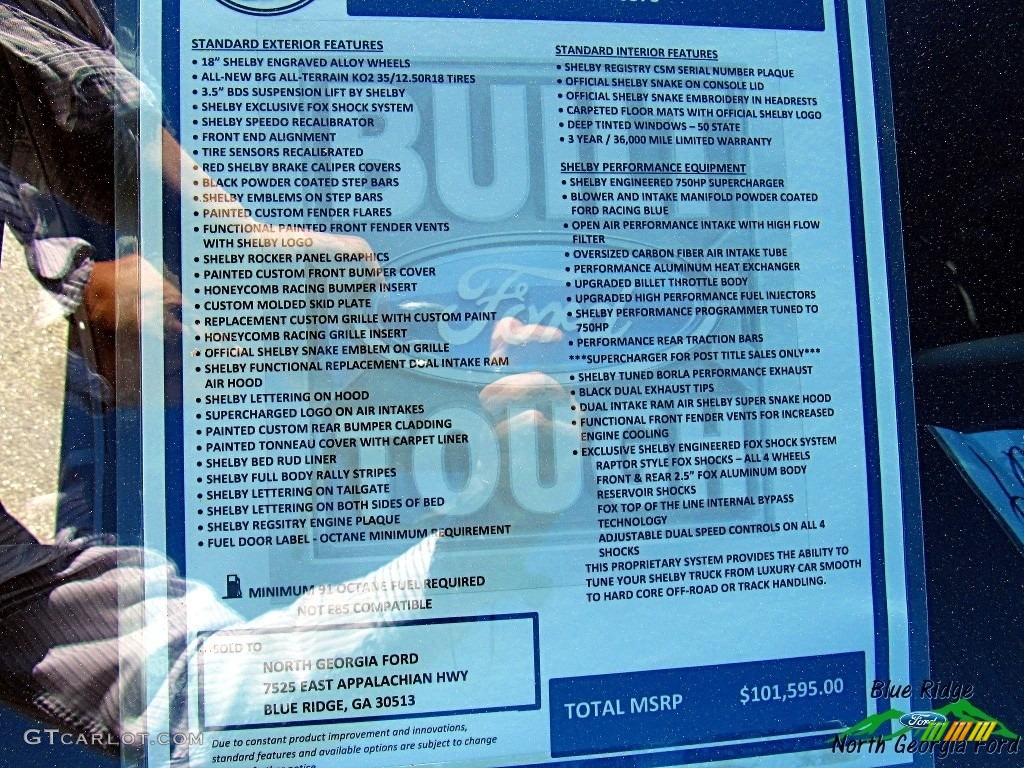 STANDARD EXTERIOR FEATURES
• 18" SHELBY ENGRAVED ALLOY WHEELS
• ALL-NEW BFG ALL-TERRAIN KO2 35/12.50R18 TIRES
• 3.5" BDS SUSPENSION LIFT BY SHELBY
• SHELBY EXCLUSIVE FOX SHOCK SYSTEM
• SHELBY SPEEDO RECALIBRATOR
• FRONT END ALIGNMENT
• TIRE SENSORS RECALIBRATED
• RED SHELBY BRAKE CALIPER COVERS
• BLACK POWDER COATED STEP BARS
• SHELBY EMBLEMS ON STEP BARS
• PAINTED CUSTOM FENDER FLARES
• FUNCTIONAL PAINTED FRONT FENDER VENTS
WITH SHELBY LOGO
• SHELBY ROCKER PANEL GRAPHICS
• PAINTED CUSTOM FRONT BUMPER COVER
• HONEYCOMB RACING BUMPER INSERT
• CUSTOM MOLDED SKID PLATE
• REPLACEMENT CUSTOM GRILLE WITH CUSTOM PAINT
• HONEYCOMB RACING GRILLE INSERT
• OFFICIAL SHELBY SNAKE EMBLEM ON GRILLE
• SHELBY FUNCTIONAL REPLACEMENT DUAL INTAKE RAM
AIR HOOD
• SHELBY LETTERING ON HOOD
• SUPERCHARGED LOGO ON AIR INTAKES
• PAINTED CUSTOM REAR BUMPER CLADDING
• PAINTED TONNEAU COVER WITH CARPET LINER
• SHELBY BED RUD LINER
• SHELBY FULL BODY RALLY STRIPES
• SHELBY LETTERING ON TAILGATE
• SHELBY LETTERING ON BOTH SIDES OF BED
• SHELBY REGSITRY ENGINE PLAQUE
• FUEL DOOR LABEL - OCTANE MINIMUM REQUIREMENT
MINIMUM 91 OCTANE FUEL REQUIRED
NOT E85 COMPATIBLE
SOLD TO
NORTH GEORGIA FORD
7525 EAST APPALACHIAN HWY
BLUE RIDGE, GA 30513
Due to constant product improvement and innovations,
standard features and available options are subject to change
STANDARD INTERIOR FEATURES
• SHELBY REGISTRY CSM SERIAL NUMBER PLAQUE
• OFFICIAL SHELBY SNAKE ON CONSOLE LID
• OFFICIAL SHELBY SNAKE EMBROIDERY IN HEADRESTS
• CARPETED FLOOR MATS WITH OFFICIAL SHELBY LOGO
• DEEP TINTED WINDOWS – 50 STATE
• 3 YEAR / 36,000 MILE LIMITED WARRANTY
SHELBY PERFORMANCE EQUIPMENT
• SHELBY ENGINEERED 750HP SUPERCHARGER
• BLOWER AND INTAKE MANIFOLD POWDER COATED
FORD RACING BLUE
• OPEN AIR PERFORMANCE INTAKE WITH HIGH FLOW
FILTER
• OVERSIZED CARBON FIBER AIR INTAKE TUBE
• PERFORMANCE ALUMINUM HEAT EXCHANGER
• UPGRADED BILLET THROTTLE BODY
• UPGRADED HIGH PERFORMANCE FUEL INJECTORS
• SHELBY PERFORMANCE PROGRAMMER TUNED TO
750HP
• PERFORMANCE REAR TRACTION BARS
***SUPERCHARGER FOR POST TITLE SALES ONLY***
• SHELBY TUNED BORLA PERFORMANCE EXHAUST
• BLACK DUAL EXHAUST TIPS
• DUAL INTAKE RAM AIR SHELBY SUPER SNAKE HOOD
• FUNCTIONAL FRONT FENDER VENTS FOR INCREASED
ENGINE COOLING
• EXCLUSIVE SHELBY ENGINEERED FOX SHOCK SYSTEM
RAPTOR STYLE FOX SHOCKS – ALL 4 WHEELS
FRONT & REAR 2.5" FOX ALUMINUM BODY
RESERVOIR SHOCKS
FOX TOP OF THE LINE INTERNAL BYPASS
TECHNOLOGY
ADJUSTABLE DUAL SPEED CONTROLS ON ALL 4
SHOCKS
THIS PROPRIETARY SYSTEM PROVIDES THE ABILITY TO
TUNE YOUR SHELBY TRUCK FROM LUXURY CAR SMOOTH
TO HARD CORE OFF-ROAD OR TRACK HANDLING.
TOTAL MSRP $101,595.00
Ford
GTCARLOT.COM
Blue Ridge
Ford
North Georgia Ford